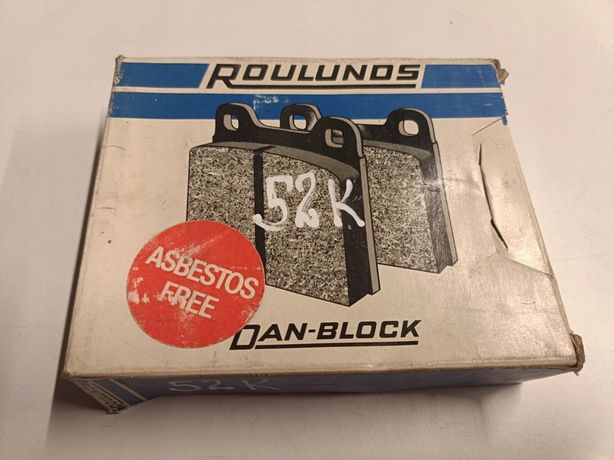 ROULUNDS
52K
ASBESTOS
FREE
DAN-BLOCK
52K